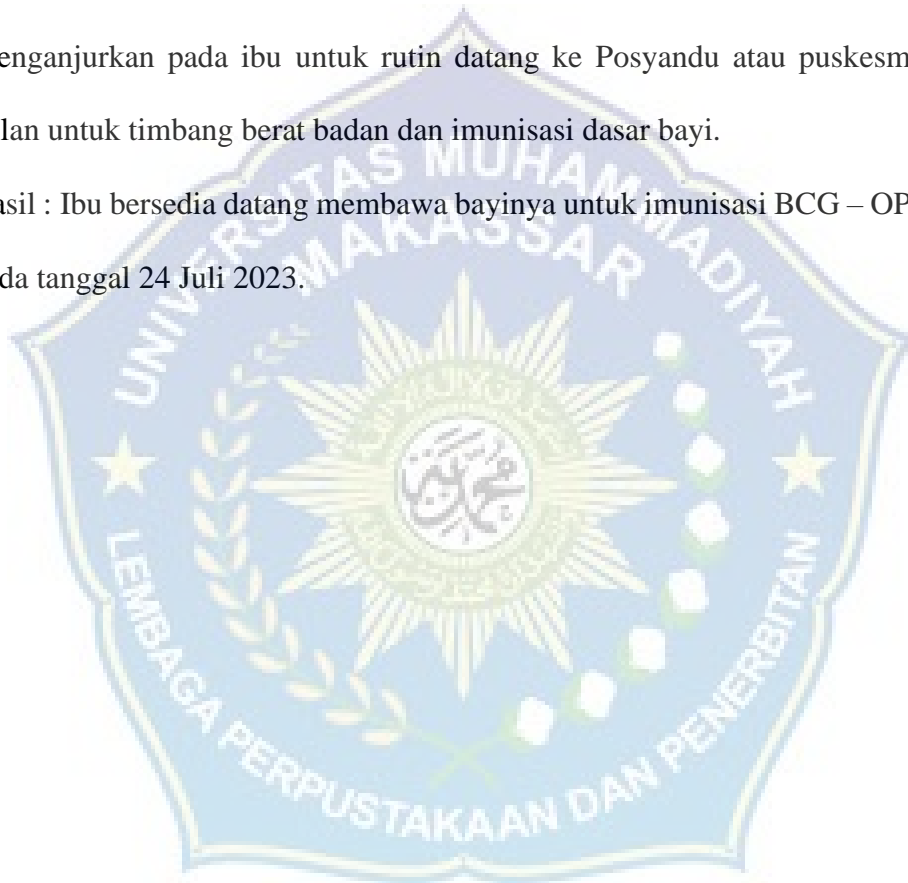 enganjurkan pada ibu untuk rutin datang ke Posyandu atau puskesm
lan untuk timbang berat badan dan imunisasi dasar bayi.
asil : Ibu bersedia datang membawa bayinya untuk imunisasi BCG – OP
da tanggal 24 Juli 2023.
UNIVERSITAS MUHAMMADIYAH
MAKASSAR
LEMBAGA PERPUSTAKAAN DAN PENERBITAN